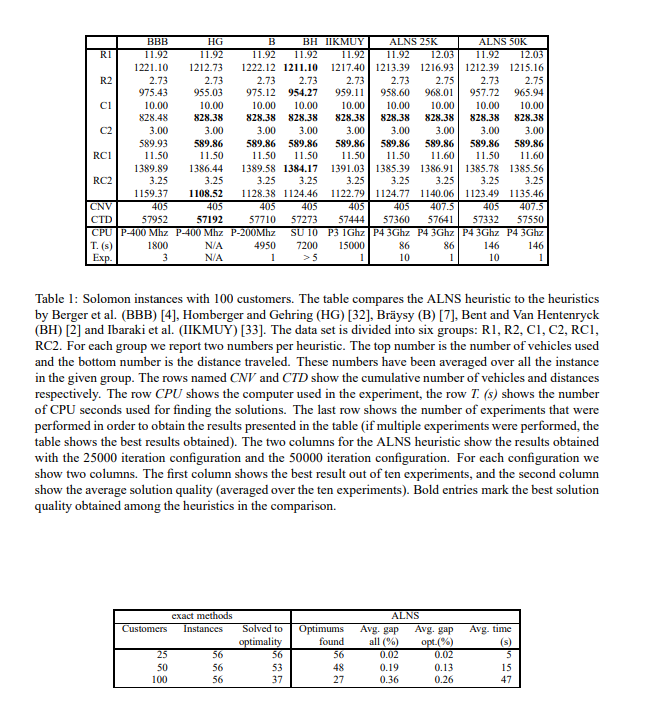 BBB HG B BH IIKMUY ALNS 25K ALNS 50K
R1 11.92 11.92 11.92 11.92 11.92 11.92 12.03 11.92 12.03
1221.10 1212.73 1222.12 1211.10 1217.40 1213.39 1216.93 1212.39 1215.16
R2 2.73 2.73 2.73 2.73 2.73 2.73 2.75 2.73 2.75
975.43 955.03 975.12 954.27 959.11 958.60 968.01 957.72 965.94
C1 10.00 10.00 10.00 10.00 10.00 10.00 10.00 10.00 10.00
828.48 828.38 828.38 828.38 828.38 828.38 828.38 828.38 828.38
C2 3.00 3.00 3.00 3.00 3.00 3.00 3.00 3.00 3.00
589.93 589.86 589.86 589.86 589.86 589.86 589.86 589.86 589.86
RC1 11.50 11.50 11.50 11.50 11.50 11.50 11.60 11.50 11.60
1389.89 1386.44 1389.58 1384.17 1391.03 1385.39 1386.91 1385.78 1385.56
RC2 3.25 3.25 3.25 3.25 3.25 3.25 3.25 3.25 3.25
1159.37 1108.52 1128.38 1124.46 1122.79 1124.77 1140.06 1123.49 1135.46
CNV 405 405 405 405 405 405 407.5 405 407.5
CTD 57952 57192 57710 57273 57444 57360 57641 57332 57550
CPU P-400 Mhz P-400 Mhz P-200Mhz SU 10 P3 1Ghz P4 3Ghz P4 3Ghz P4 3Ghz P4 3Ghz
T. (s) 1800 N/A 4950 7200 15000 86 86 146 146
Exp. 3 N/A 1 > 5 1 10 1 10 1
Table 1: Solomon instances with 100 customers. The table compares the ALNS heuristic to the heuristics
by Berger et al. (BBB) [4], Homberger and Gehring (HG) [32], Bräysy (B) [7], Bent and Van Hentenryck
(BH) [2] and Ibaraki et al. (IIKMUY) [33]. The data set is divided into six groups: R1, R2, C1, C2, RC1,
RC2. For each group we report two numbers per heuristic. The top number is the number of vehicles used
and the bottom number is the distance traveled. These numbers have been averaged over all the instance
in the given group. The rows named CNV and CTD show the cumulative number of vehicles and distances
respectively. The row CPU shows the computer used in the experiment, the row T. (s) shows the number
of CPU seconds used for finding the solutions. The last row shows the number of experiments that were
performed in order to obtain the results presented in the table (if multiple experiments were performed, the
table shows the best results obtained). The two columns for the ALNS heuristic show the results obtained
with the 25000 iteration configuration and the 50000 iteration configuration. For each configuration we
show two columns. The first column shows the best result out of ten experiments, and the second column
show the average solution quality (averaged over the ten experiments). Bold entries mark the best solution
quality obtained among the heuristics in the comparison.
exact methods ALNS
Customers Instances Solved to Optimums Avg. gap Avg. gap Avg. time
optimality found all (%) opt.(%) (s)
25 56 56 56 0.02 0.02 5
50 56 53 48 0.19 0.13 15
100 56 37 27 0.36 0.26 47